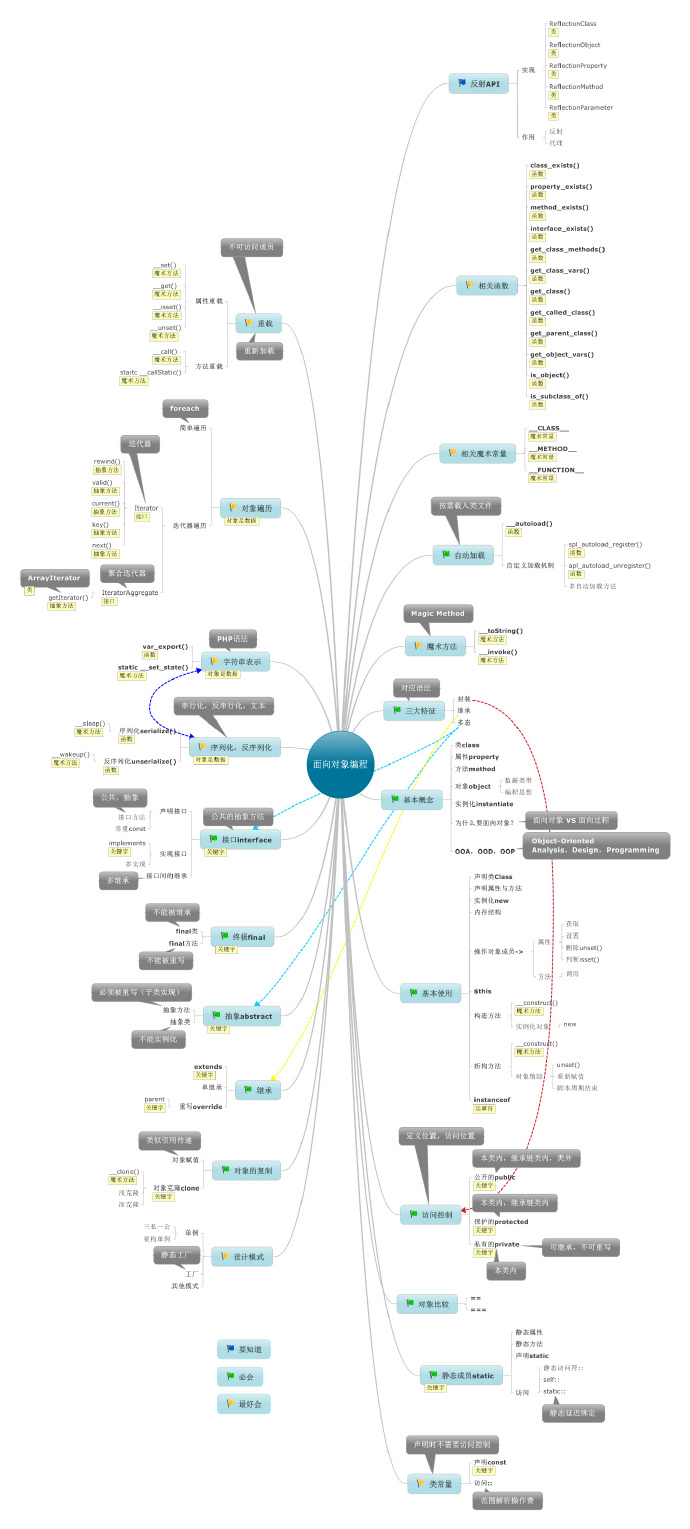 面向对象编程
反射API
实现
ReflectionClass
类
ReflectionObject
类
ReflectionProperty
类
ReflectionMethod
类
ReflectionParameter
类
作用
反射
代理
相关函数
class_exists()
函数
property_exists()
函数
method_exists()
函数
interface_exists()
函数
get_class_methods()
函数
get_class_vars()
函数
get_class()
函数
get_called_class()
函数
get_parent_class()
函数
get_object_vars()
函数
is_object()
函数
is_subclass_of()
函数
相关魔术常量
__CLASS__
魔术常量
__METHOD__
魔术常量
__FUNCTION__
魔术常量
按需载入类文件
自动加载
__autoload()
函数
自定义加载机制
spl_autoload_register()
函数
apl_autoload_unregister()
函数
多自动加载方法
Magic Method
魔术方法
__toString()
魔术方法
__invoke()
魔术方法
对应语法
三大特征
封装
继承
多态
基本概念
类class
属性property
方法method
对象object
数据类型
编程思想
实例化instantiate
为什么要面向对象?
面向对象 VS 面向过程
OOA、OOD、OOP
Object-Oriented
Analysis、Design、Programming
基本使用
声明类Class
声明属性与方法
实例化new
内存结构
操作对象成员->
属性
获取
设置
删除unset()
判断isset()
方法
调用
$this
构造方法
__construct()
魔术方法
实例化对象
new
析构方法
__construct()
魔术方法
对象销毁
unset()
重新赋值
脚本周期结束
instanceof
运算符
定义位置，访问位置
访问控制
本类内，继承链类内，类外
公开的public
关键字
本类内，继承链类内
保护的protected
关键字
私有的private
关键字
可继承，不可重写
本类内
对象比较
==
===
静态成员static
关键字
静态属性
静态方法
声明static
访问
静态访问符::
self::
static::
静态延迟绑定
声明时不需要访问控制
类常量
声明const
关键字
访问::
范围解析操作费
不可访问成员
重载
重新加载
属性重载
__set()
魔术方法
__get()
魔术方法
__isset()
魔术方法
__unset()
魔术方法
方法重载
__call()
魔术方法
staitc __callStatic()
魔术方法
对象遍历
对象是数据
foreach
简单遍历
迭代器遍历
迭代器
Iterator
接口
rewind()
抽象方法
valid()
抽象方法
current()
抽象方法
key()
抽象方法
next()
抽象方法
聚合迭代器
IteratorAggregate
接口
ArrayIterator
类
getIterator()
抽象方法
PHP语法
字符串表示
对象是数据
var_export()
函数
static __set_state()
魔术方法
串行化，反串行化，文本
序列化，反序列化
对象是数据
序列化serialize()
函数
__sleep()
魔术方法
反序列化unserialize()
函数
__wakeup()
魔术方法
公共的抽象方法
接口interface
关键字
声明接口
公共，抽象
接口方法
常量const
实现接口
implements
关键字
多实现
接口间的继承
多继承
终极final
关键字
不能被继承
final类
final方法
不能被重写
抽象abstract
关键字
必须被重写（子类实现）
抽象方法
抽象类
不能实例化
继承
extends
关键字
单继承
重写override
parent
关键字
对象的复制
类似引用传递
对象赋值
对象克隆clone
关键字
__clone()
魔术方法
浅克隆
深克隆
设计模式
单例
三私一公
架构单例
静态工厂
工厂
其他模式
要知道
必会
最好会